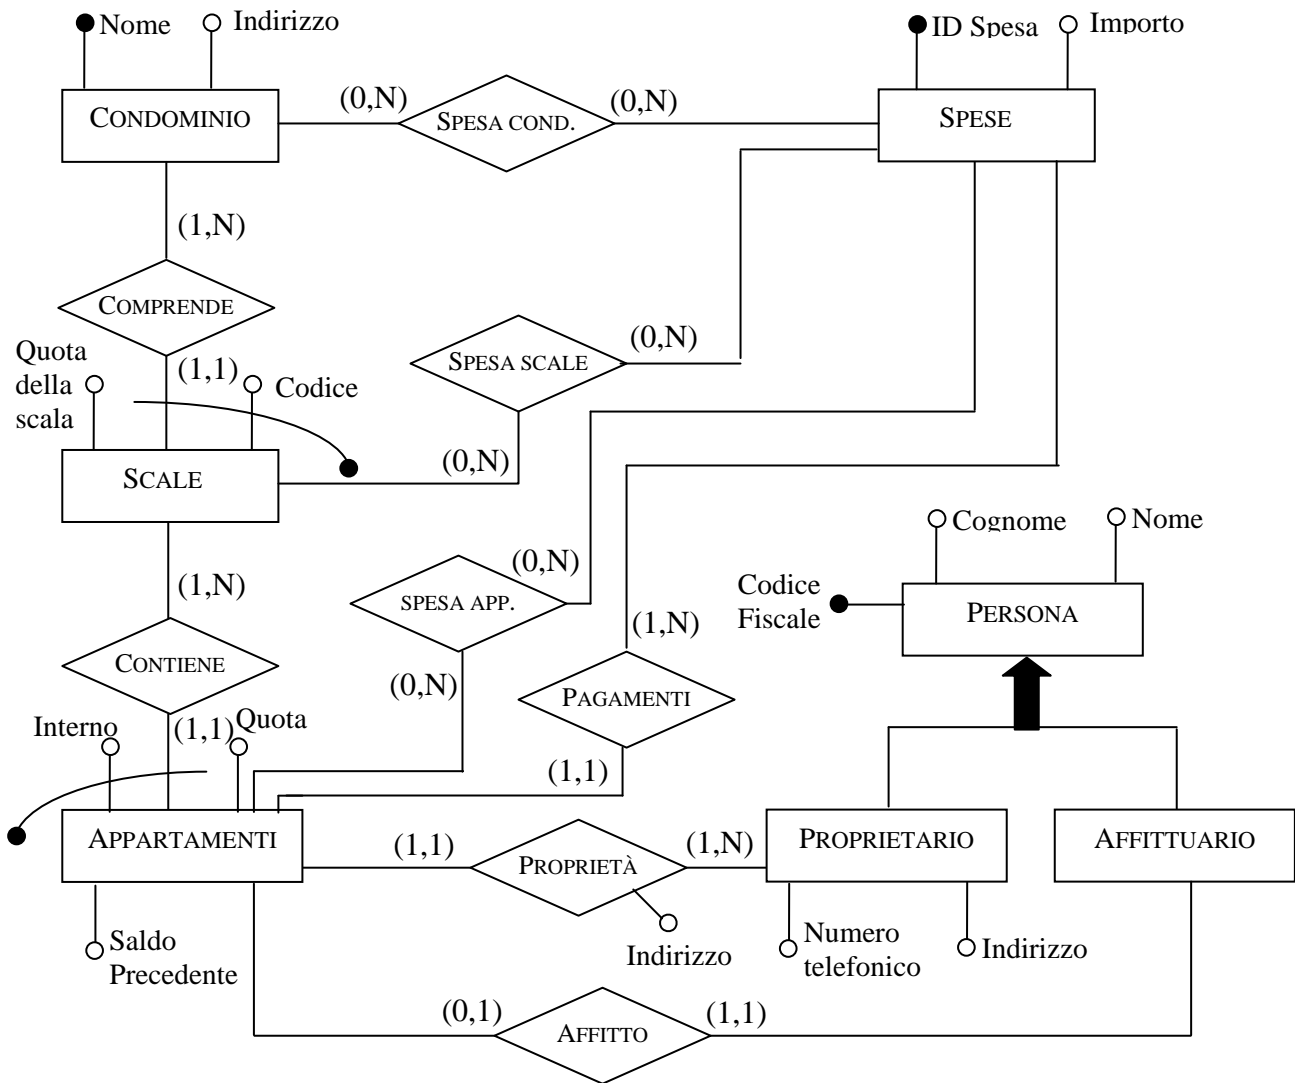 Nome
Indirizzo
ID Spesa
Importo
CONDOMINIO
(0,N)
SPESA COND.
(0,N)
SPESE
(1,N)
COMPRENDE
(1,1)
Quota
della
scala
Codice
SPESA SCALE
(0,N)
(0,N)
SCALE
(1,N)
CONTIENE
(1,1)
SPESA APP.
(0,N)
(0,N)
(1,N)
PAGAMENTI
(1,1)
Cognome
Nome
Codice
Fiscale
PERSONA
Interno
Quota
APPARTAMENTI
(1,1)
PROPRIETÀ
(1,N)
PROPRIETARIO
AFFITTUARIO
Saldo
Precedente
Indirizzo
Numero
telefonico
Indirizzo
(0,1)
AFFITTO
(1,1)